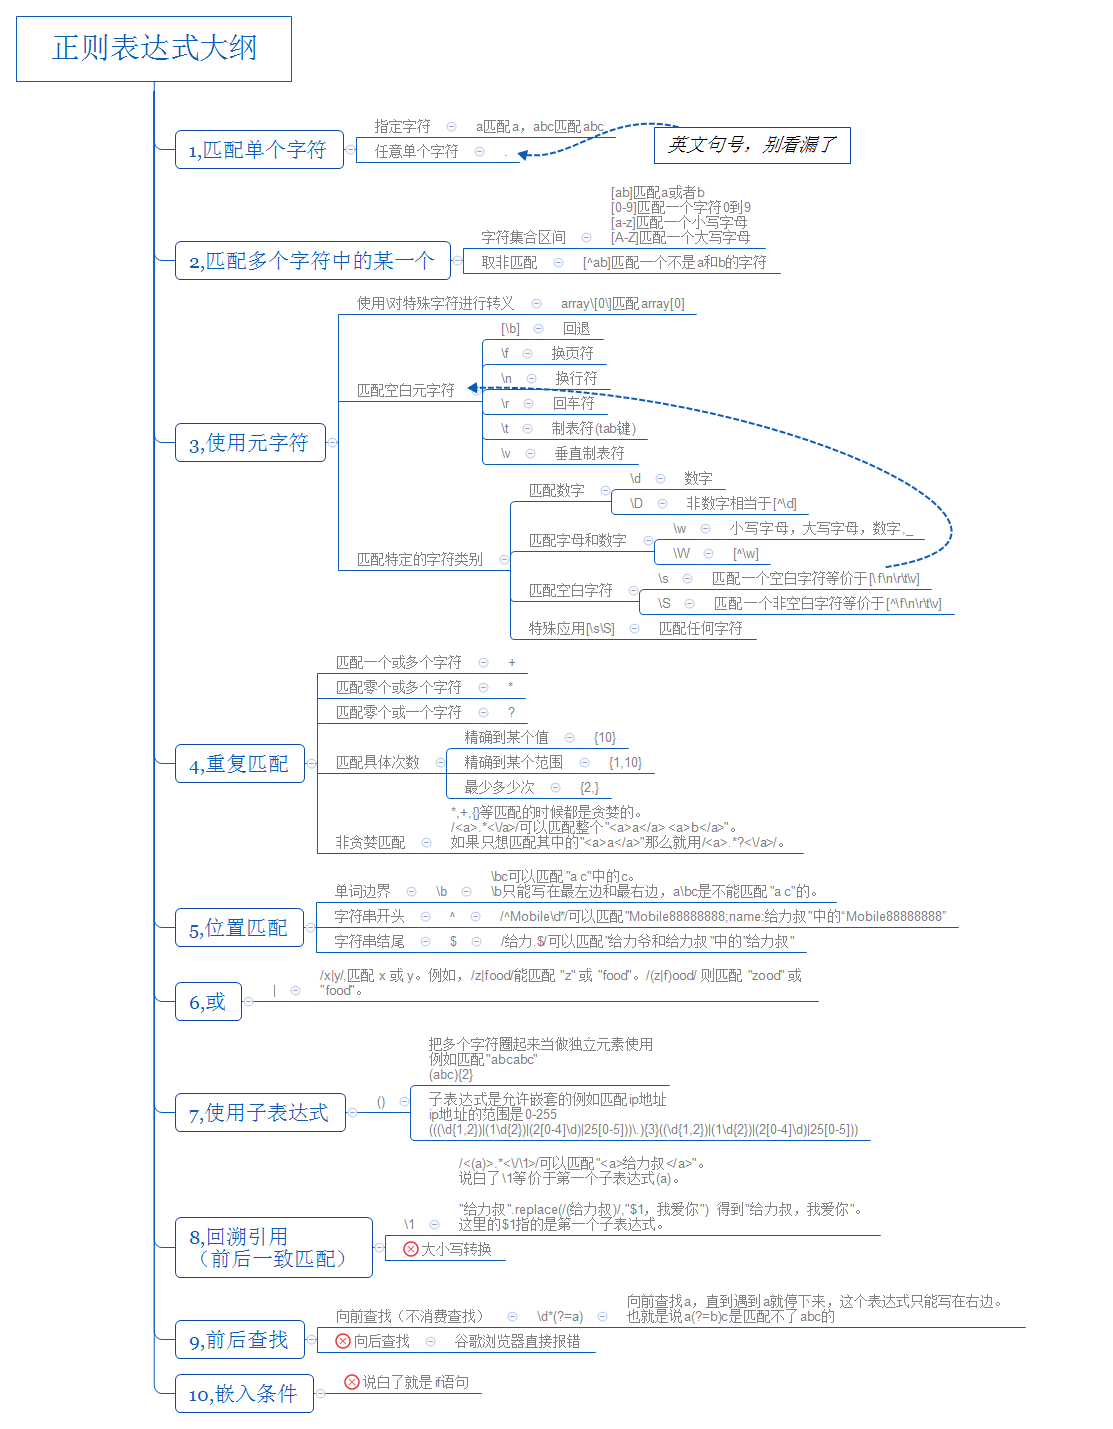 正则表达式大纲
1,匹配单个字符
指定字符 a匹配a，abc匹配abc
任意单个字符 .
英文句号，别看漏了
2,匹配多个字符中的某一个
字符集合区间
[ab]匹配a或者b
[0-9]匹配一个字符0到9
[a-z]匹配一个小写字母
[A-Z]匹配一个大写字母
取非匹配 [^ab]匹配一个不是a和b的字符
3,使用元字符
使用\对特殊字符进行转义 array\[0\]匹配array[0]
匹配空白元字符
[\b] 回退
\f 换页符
\n 换行符
\r 回车符
\t 制表符(tab键)
\v 垂直制表符
匹配特定的字符类别
匹配数字
\d 数字
\D 非数字相当于[^\d]
匹配字母和数字
\w 小写字母，大写字母，数字,_
\W [^\w]
匹配空白字符
\s 匹配一个空白字符等价于[\f\n\r\t\v]
\S 匹配一个非空白字符等价于[^\f\n\r\t\v]
特殊应用[\s\S] 匹配任何字符
4,重复匹配
匹配一个或多个字符 +
匹配零个或多个字符 *
匹配零个或一个字符 ?
匹配具体次数
精确到某个值 {10}
精确到某个范围 {1,10}
最少多少次 {2,}
非贪婪匹配
*,+,{}等匹配的时候都是贪婪的。
/<a>.*<\/a>/可以匹配整个"<a>a</a> <a>b</a>"。
如果只想匹配其中的"<a>a</a>"那么就用/<a>.*?<\/a>/。
5,位置匹配
单词边界 \b
\bc可以匹配"a c"中的c。
\b只能写在最左边和最右边，a\bc是不能匹配"a c"的。
字符串开头 ^ /^Mobile\d*/可以匹配"Mobile88888888;name:给力叔"中的“Mobile88888888”
字符串结尾 $ /给力.$/可以匹配"给力爷和给力叔"中的"给力叔"
6,或
|
/x|y/,匹配 x 或 y。例如，/z|food/能匹配 "z" 或 "food"。/(z|f)ood/ 则匹配 "zood" 或
"food"。
7,使用子表达式
()
把多个字符圈起来当做独立元素使用
例如匹配"abcabc"
(abc){2}
子表达式是允许嵌套的例如匹配ip地址
ip地址的范围是0-255
(((\d{1,2})|(1\d{2})|(2[0-4]\d)|25[0-5]))\.){3}((\d{1,2})|(1\d{2})|(2[0-4]\d)|25[0-5]))
8,回溯引用
（前后一致匹配）
\1
/<(a)>.*<\/\1>/可以匹配"<a>给力叔</a>"。
说白了\1等价于第一个子表达式(a)。
"给力叔".replace(/(给力叔)/,"$1，我爱你") 得到"给力叔，我爱你"。
这里的$1指的是第一个子表达式。
大小写转换
9,前后查找
向前查找（不消费查找） \d*(?=a)
向前查找a，直到遇到a就停下来，这个表达式只能写在右边。
也就是说a(?=b)c是匹配不了abc的
向后查找 谷歌浏览器直接报错
10,嵌入条件
说白了就是if语句